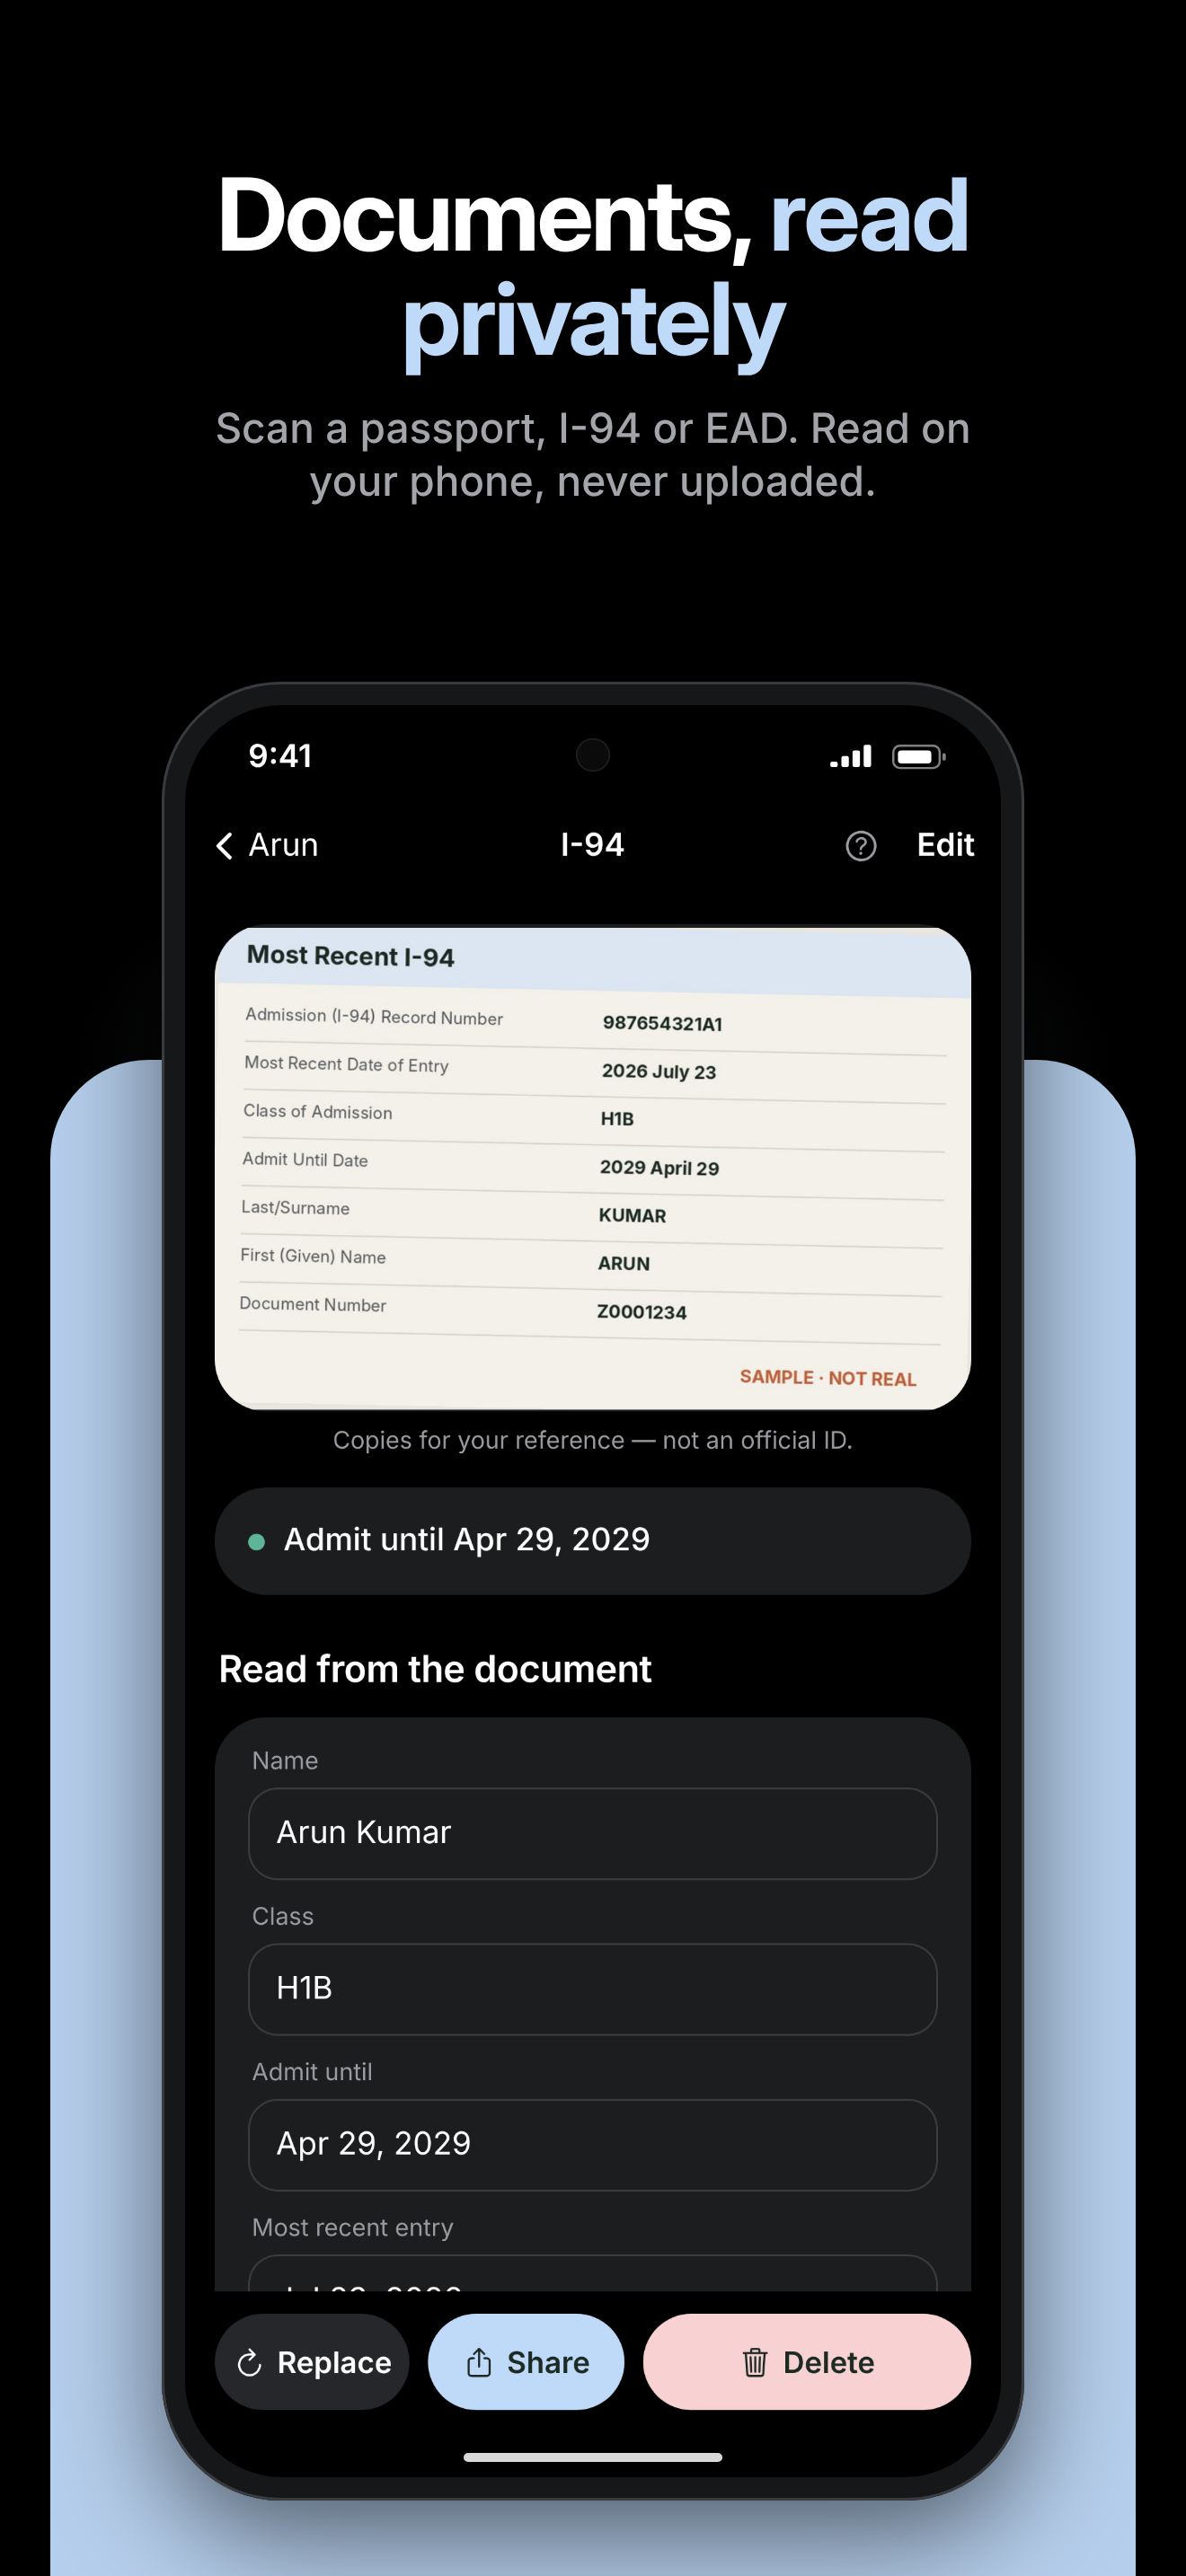 Documents, read
privately
Scan a passport, I-94 or EAD. Read on
your phone, never uploaded.
9:41
Arun
I-94
Edit
Most Recent I-94
Admission (I-94) Record Number 987654321A1
Most Recent Date of Entry 2026 July 23
Class of Admission H1B
Admit Until Date 2029 April 29
Last/Surname KUMAR
First (Given) Name ARUN
Document Number Z0001234
SAMPLE · NOT REAL
Copies for your reference — not an official ID.
Admit until Apr 29, 2029
Read from the document
Name
Arun Kumar
Class
H1B
Admit until
Apr 29, 2029
Most recent entry
Replace
Share
Delete